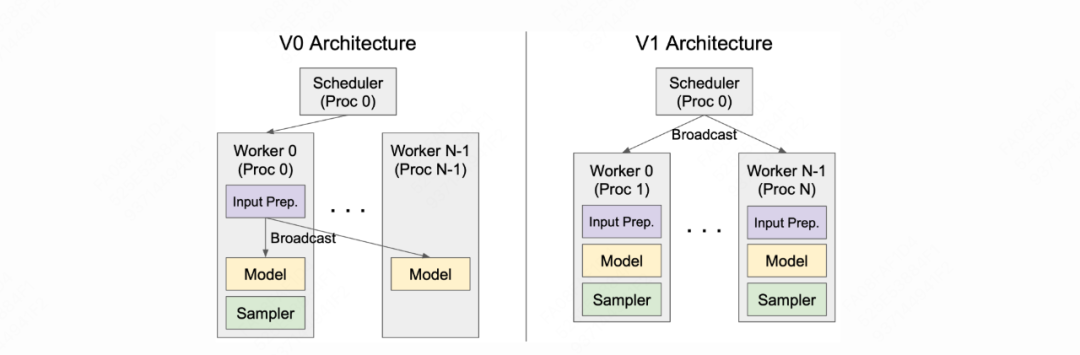 V0 Architecture
Scheduler
(Proc 0)
Worker 0
(Proc 0)
Input Prep.
Broadcast
Model
Sampler
. . .
Worker N-1
(Proc N-1)
Model
V1 Architecture
Scheduler
(Proc 0)
Broadcast
Worker 0
(Proc 1)
Input Prep.
Model
Sampler
. . .
Worker N-1
(Proc N)
Input Prep.
Model
Sampler